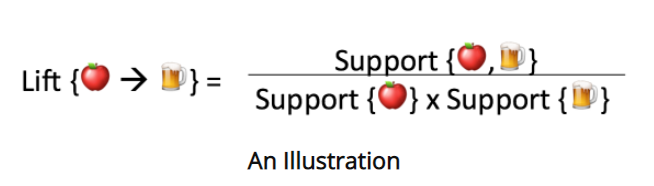 Lift {🍎 → 🍺} = Support {🍎, 🍺}
Support {🍎} x Support {🍺}
An Illustration